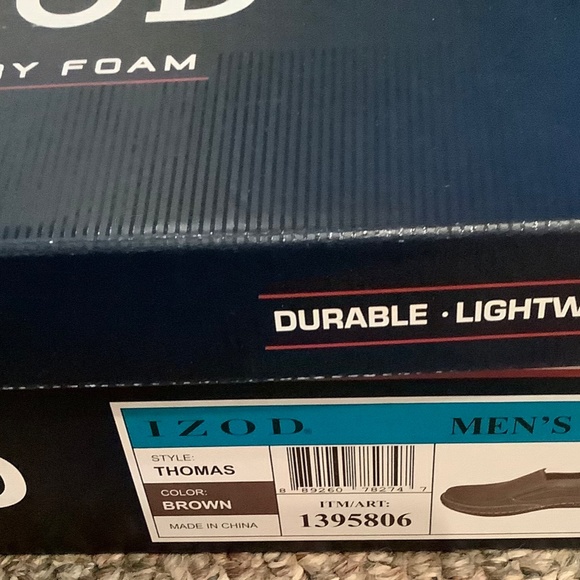 OD
FOAM
DURABLE · LIGHTW
IZOD® MEN'S
STYLE:
THOMAS
COLOR:
BROWN
MADE IN CHINA
8 89260 78274 7
ITM/ART:
1395806